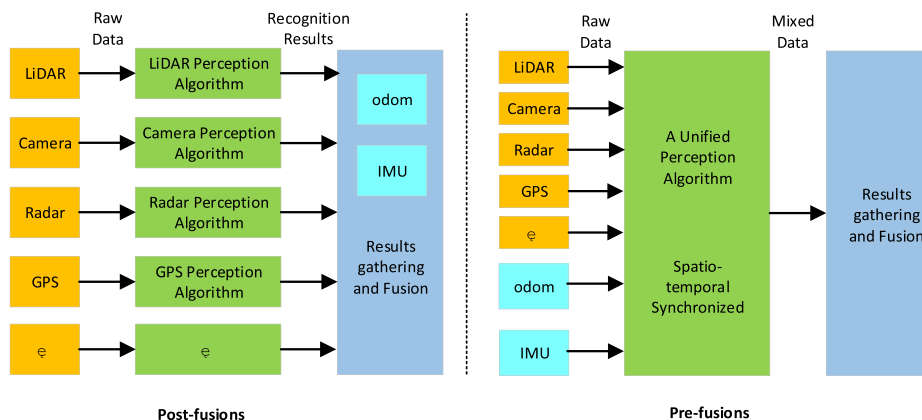 Raw
Data
Recognition
Results
LiDAR
LiDAR Perception
Algorithm
Camera
Camera Perception
Algorithm
Radar
Radar Perception
Algorithm
GPS
GPS Perception
Algorithm
ę
ę
odom
IMU
Results
gathering
and Fusion
Post-fusions
Raw
Data
Mixed
Data
LiDAR
Camera
Radar
GPS
ę
odom
IMU
A Unified
Perception
Algorithm
Spatio-
temporal
Synchronized
Results
gathering
and Fusion
Pre-fusions